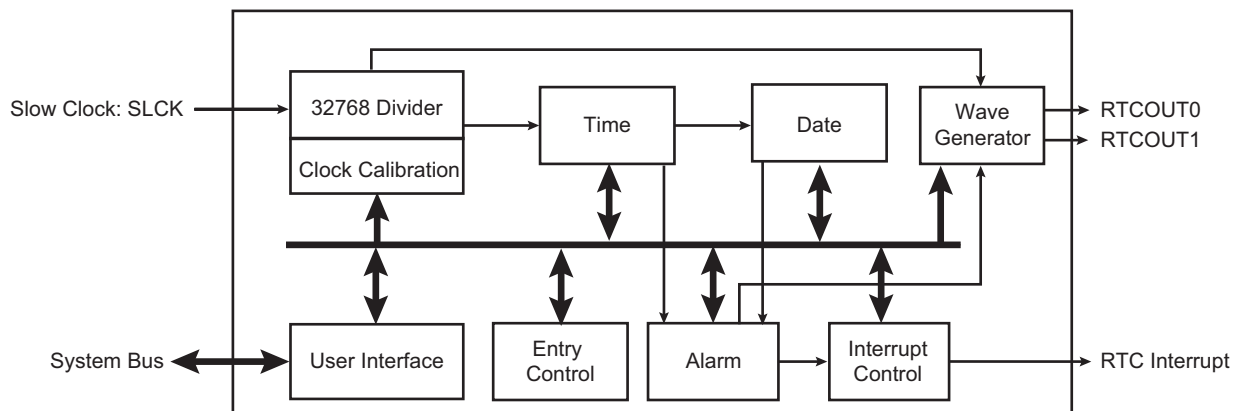 Slow Clock: SLCK
32768 Divider
Clock Calibration
Time
Date
Wave
Generator
RTCOUT0
RTCOUT1
System Bus
User Interface
Entry
Control
Alarm
Interrupt
Control
RTC Interrupt